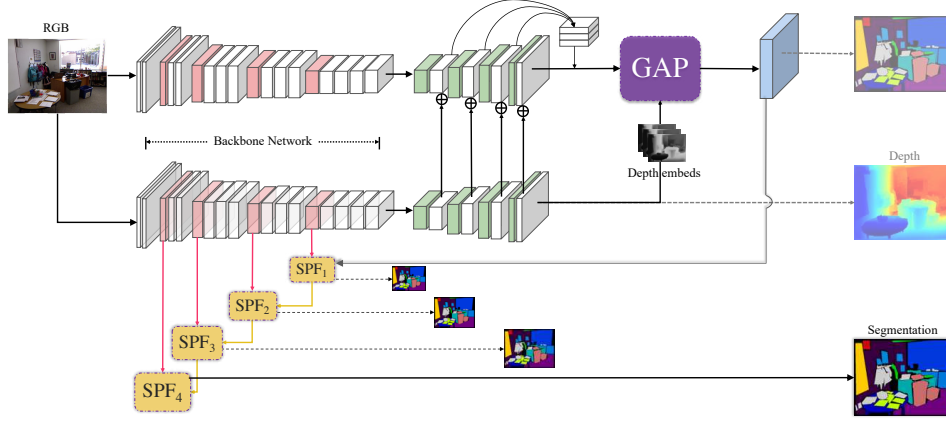 RGB
GAP
Backbone Network
Depth embeds
Depth
SPF1
SPF2
SPF3
SPF4
Segmentation